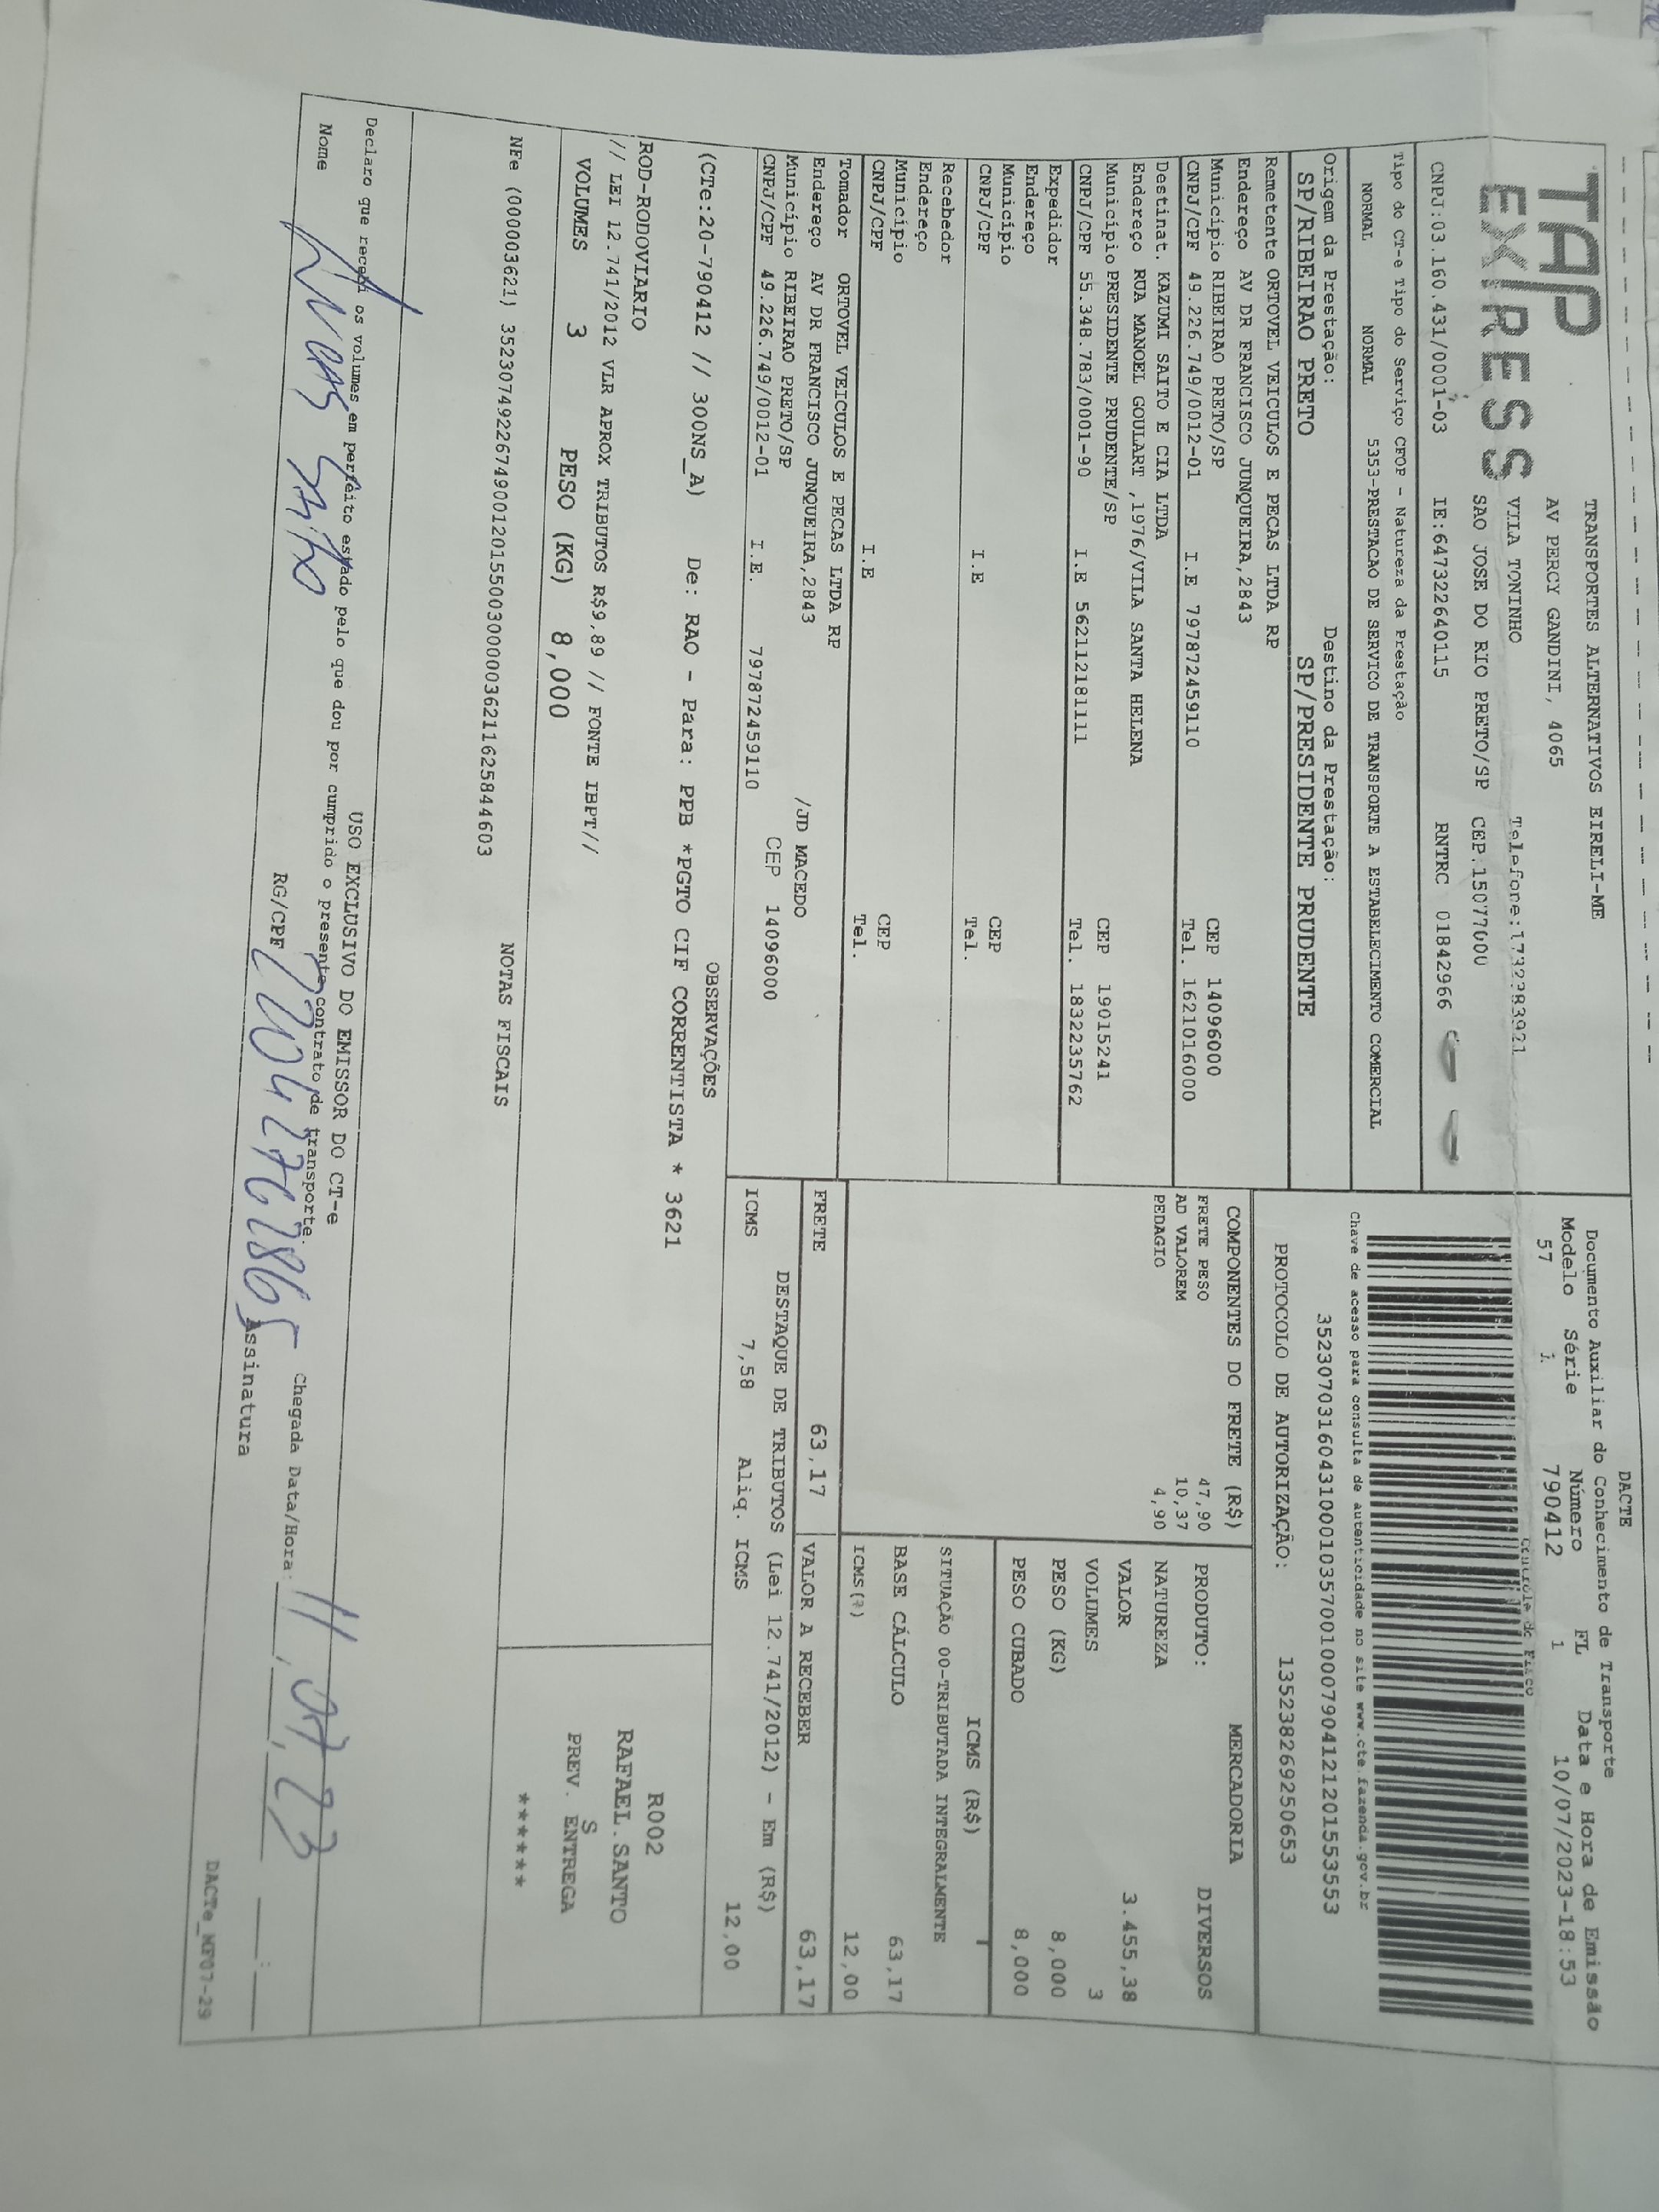 TAP
EXPRESS
TRANSPORTES ALTERNATIVOS EIRELI-ME
AV PERCY GANDINI, 4065
VILA TONINHO Telefone:1732283921
SAO JOSE DO RIO PRETO/SP CEP:15077000
CNPJ:03.160.431/0001-03 IE:647322640115 RNTRC 01842966
Tipo do CT-e Tipo do Serviço CFOP - Natureza da Prestação
NORMAL NORMAL 5353-PRESTACAO DE SERVICO DE TRANSPORTE A ESTABELECIMENTO COMERCIAL
Origem da Prestação: Destino da Prestação:
SP/RIBEIRAO PRETO SP/PRESIDENTE PRUDENTE
DACTE
Documento Auxiliar do Conhecimento de Transporte
Modelo Série Número FL Data e Hora de Emissão
57 1 790412 1 10/07/2023-18:53
Controle do Fisco
Chave de acesso para consulta de autenticidade no site www.cte.fazenda.gov.br
35230703160431000103570010007904121201553553
PROTOCOLO DE AUTORIZAÇÃO: 135238269250653
Remetente ORTOVEL VEICULOS E PECAS LTDA RP
Endereço AV DR FRANCISCO JUNQUEIRA,2843
Município RIBEIRAO PRETO/SP CEP 14096000
CNPJ/CPF 49.226.749/0012-01 I.E 797872459110 Tel. 1621016000
Destinat. KAZUMI SAITO E CIA LTDA
Endereço RUA MANOEL GOULART ,1976/VILA SANTA HELENA
Município PRESIDENTE PRUDENTE/SP CEP 19015241
CNPJ/CPF 55.348.783/0001-90 I.E 562112181111 Tel. 1832235762
Expedidor
Endereço
Município CEP
CNPJ/CPF I.E Tel.
Recebedor
Endereço
Município CEP
CNPJ/CPF I.E Tel.
Tomador ORTOVEL VEICULOS E PECAS LTDA RP
Endereço AV DR FRANCISCO JUNQUEIRA,2843 /JD MACEDO
Município RIBEIRAO PRETO/SP CEP 14096000
CNPJ/CPF 49.226.749/0012-01 I.E. 797872459110
COMPONENTES DO FRETE (R$)
FRETE PESO 47,90
AD VALOREM 10,37
PEDAGIO 4,90
MERCADORIA
PRODUTO: DIVERSOS
NATUREZA
VALOR 3.455,38
VOLUMES 3
PESO (KG) 8,000
PESO CUBADO 8,000
ICMS (R$)
SITUAÇÃO 00-TRIBUTADA INTEGRALMENTE
BASE CÁLCULO 63,17
ICMS(%) 12,00
FRETE 63,17 VALOR A RECEBER 63,17
DESTAQUE DE TRIBUTOS (Lei 12.741/2012) - Em (R$)
ICMS 7,58 Aliq. ICMS 12,00
OBSERVAÇÕES
(CTe:20-790412 // 300NS_A) De: RAO - Para: PPB *PGTO CIF CORRENTISTA * 3621
ROD-RODOVIARIO
// LEI 12.741/2012 VLR APROX TRIBUTOS R$9,89 // FONTE IBPT//
VOLUMES 3 PESO (KG) 8,000
R002
RAFAEL.SANTO
S
PREV. ENTREGA
******
NOTAS FISCAIS
NFe (000003621) 35230749226749001201550030000036211625844603
USO EXCLUSIVO DO EMISSOR DO CT-e
Declaro que recebi os volumes em perfeito estado pelo que dou por cumprido o presente contrato de transporte.
Nome Lucas Saito RG/CPF Assinatura Chegada Data/Hora: 11,07,23 :
DACTe_MF07-29